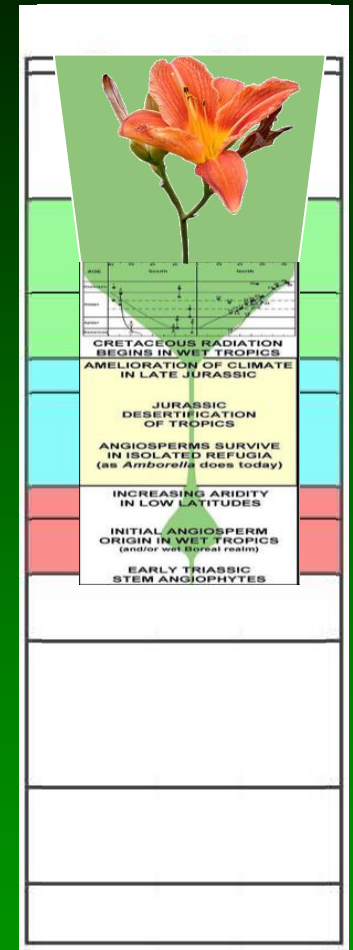 AGE South North
CRETACEOUS RADIATION
BEGINS IN WET TROPICS
AMELIORATION OF CLIMATE
IN LATE JURASSIC
JURASSIC
DESERTIFICATION
OF TROPICS
ANGIOSPERMS SURVIVE
IN ISOLATED REFUGIA
(as Amborella does today)
INCREASING ARIDITY
IN LOW LATITUDES
INITIAL ANGIOSPERM
ORIGIN IN WET TROPICS
(and/or wet Boreal realm)
EARLY TRIASSIC
STEM ANGIOPHYTES